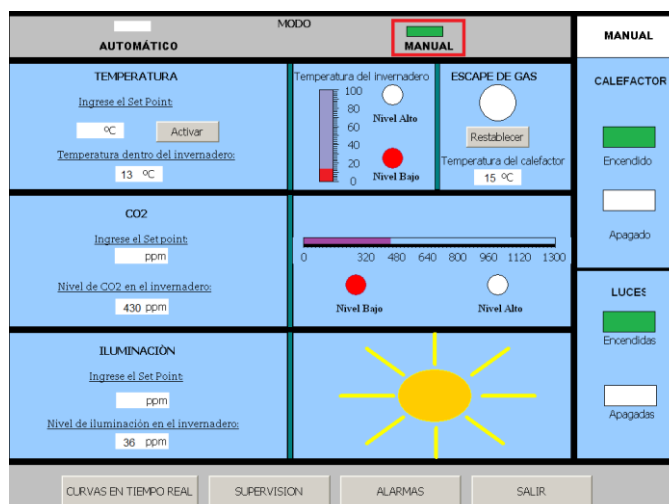 MODO
AUTOMÁTICO
MANUAL
MANUAL
TEMPERATURA
Ingrese el Set Point:
ºC
Activar
Temperatura dentro del invernadero:
13 ºC
Temperatura del invernadero
100
80
60
40
20
0
Nivel Alto
Nivel Bajo
ESCAPE DE GAS
Restablecer
Temperatura del calefactor
15 ºC
CALEFACTOR
Encendido
Apagado
CO2
Ingrese el Setpoint:
ppm
Nivel de CO2 en el invernadero:
430 ppm
0 320 480 640 800 960 1120 1300
Nivel Bajo
Nivel Alto
LUCES
Encendidas
Apagadas
ILUMINACIÒN
Ingrese el Set Point:
ppm
Nivel de iluminación en el invernadero:
36 ppm
CURVAS EN TIEMPO REAL
SUPERVISION
ALARMAS
SALIR